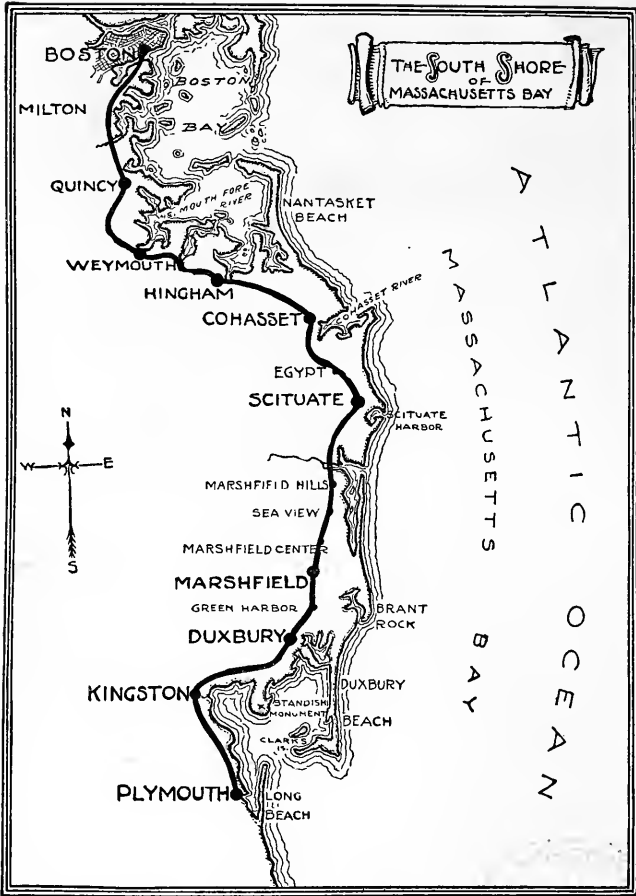 THE SOUTH SHORE
OF
MASSACHUSETTS BAY
BOSTON
BOSTON
BAY
MILTON
QUINCY
MOUTH FORE
RIVER
NANTASKET
BEACH
WEYMOUTH
HINGHAM
COHASSET
COHASSET RIVER
EGYPT
SCITUATE
SCITUATE
HARBOR
N
W E
S
MARSHFIELD HILLS
SEA VIEW
MARSHFIELD CENTER
MARSHFIELD
GREEN HARBOR
BRANT
ROCK
DUXBURY
DUXBURY
BEACH
KINGSTON
STANDISH
MONUMENT
CLARKS
IS.
PLYMOUTH
LONG
BEACH
MASSACHUSETTS BAY
ATLANTIC OCEAN